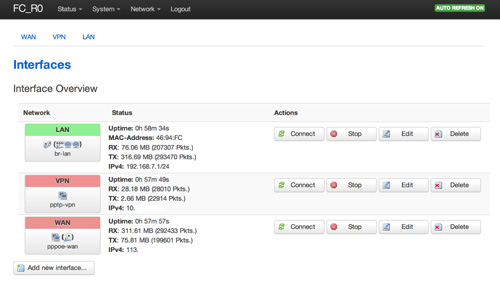 FC_R0 Status System Network Logout AUTO REFRESH ON
WAN VPN LAN
Interfaces
Interface Overview
Network Status Actions
LAN
br-lan
Uptime: 0h 58m 34s
MAC-Address: 46:94:FC
RX: 76.06 MB (207307 Pkts.)
TX: 316.69 MB (293470 Pkts.)
IPv4: 192.168.7.1/24
Connect Stop Edit Delete
VPN
pptp-vpn
Uptime: 0h 57m 49s
RX: 28.18 MB (28010 Pkts.)
TX: 2.66 MB (22914 Pkts.)
IPv4: 10.
Connect Stop Edit Delete
WAN
pppoe-wan
Uptime: 0h 57m 57s
RX: 311.61 MB (292433 Pkts.)
TX: 75.81 MB (199601 Pkts.)
IPv4: 113.
Connect Stop Edit Delete
Add new interface...